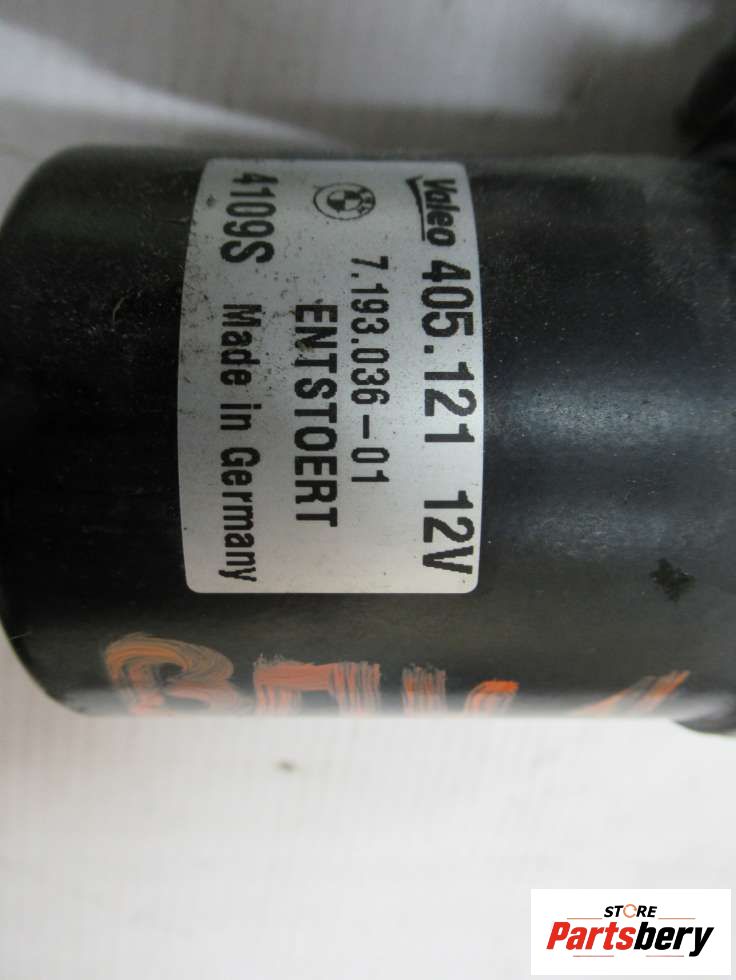 Valeo 405.121 12V
7.193.036-01
ENTSTOERT
4109S Made in Germany
STORE
Partsbery